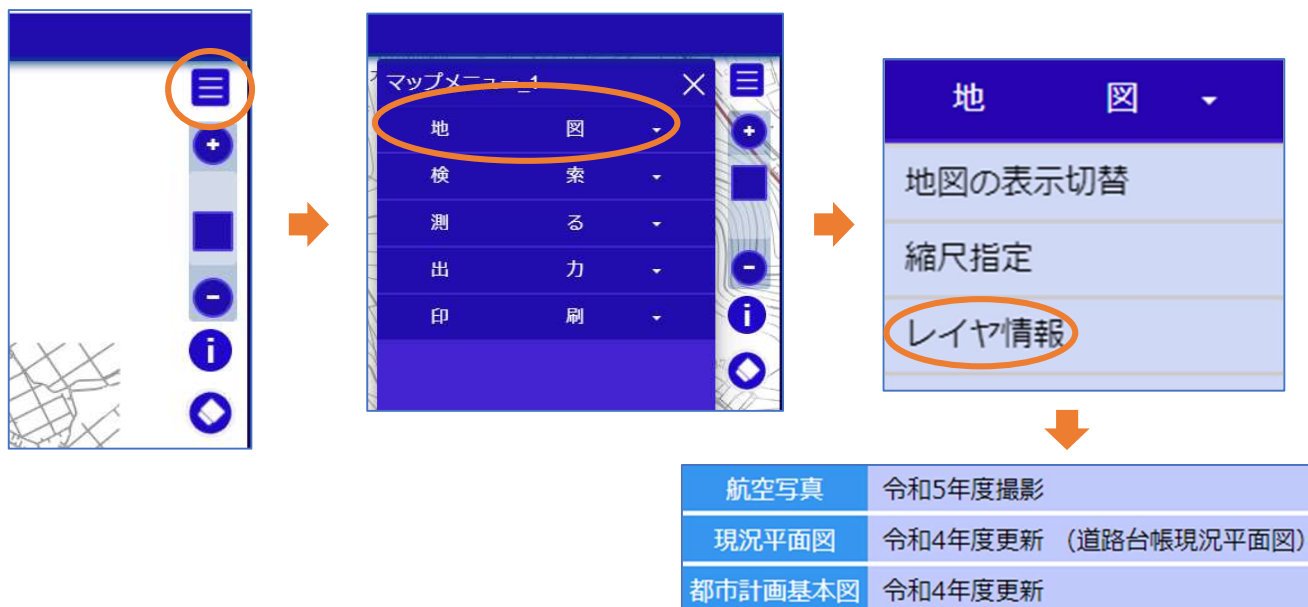 マップメニュー_1
地 図
検 索
測 る
出 力
印 刷
地 図
地図の表示切替
縮尺指定
レイヤ情報
航空写真 令和5年度撮影
現況平面図 令和4年度更新 (道路台帳現況平面図)
都市計画基本図 令和4年度更新